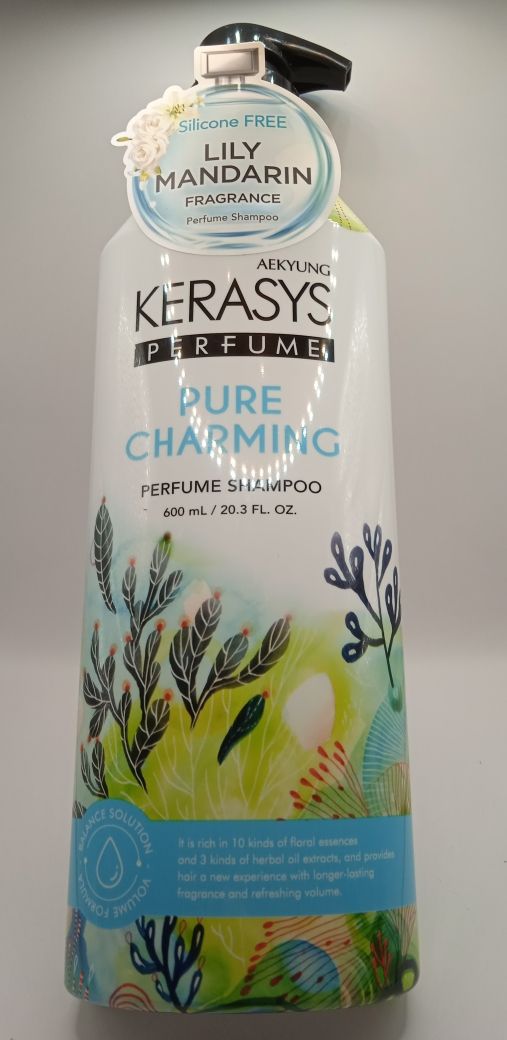 Silicone FREE
LILY
MANDARIN
FRAGRANCE
Perfume Shampoo
AEKYUNG
KERASYS
PERFUME
PURE
CHARMING
PERFUME SHAMPOO
600 mL / 20.3 FL. OZ.
BALANCE SOLUTION · VOLUME FORMULA ·
It is rich in 10 kinds of floral essences
and 3 kinds of herbal oil extracts, and provides
hair a new experience with longer-lasting
fragrance and refreshing volume.